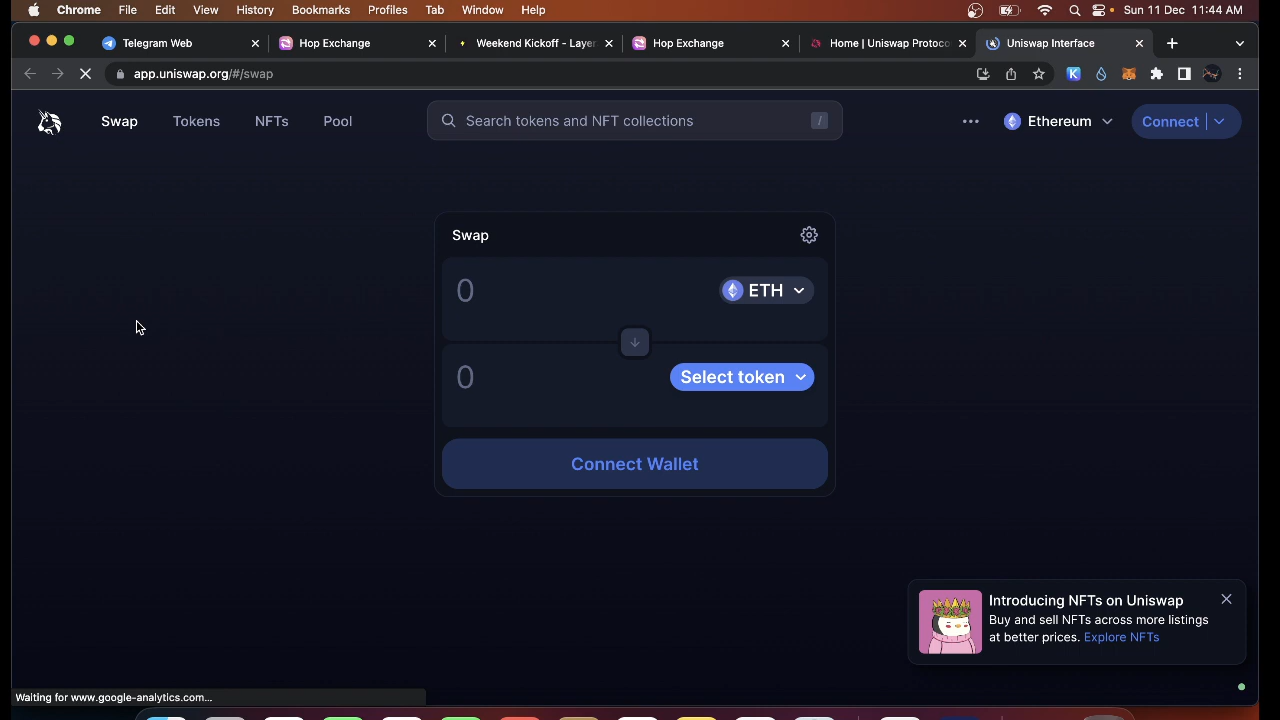 Chrome File Edit View History Bookmarks Profiles Tab Window Help Sun 11 Dec 11:44 AM
Telegram Web Hop Exchange Weekend Kickoff - Layer Hop Exchange Home | Uniswap Protoco Uniswap Interface
app.uniswap.org/#/swap
Swap Tokens NFTs Pool Search tokens and NFT collections / Ethereum Connect
Swap
0 ETH
0 Select token
Connect Wallet
Introducing NFTs on Uniswap
Buy and sell NFTs across more listings
at better prices. Explore NFTs
Waiting for www.google-analytics.com...